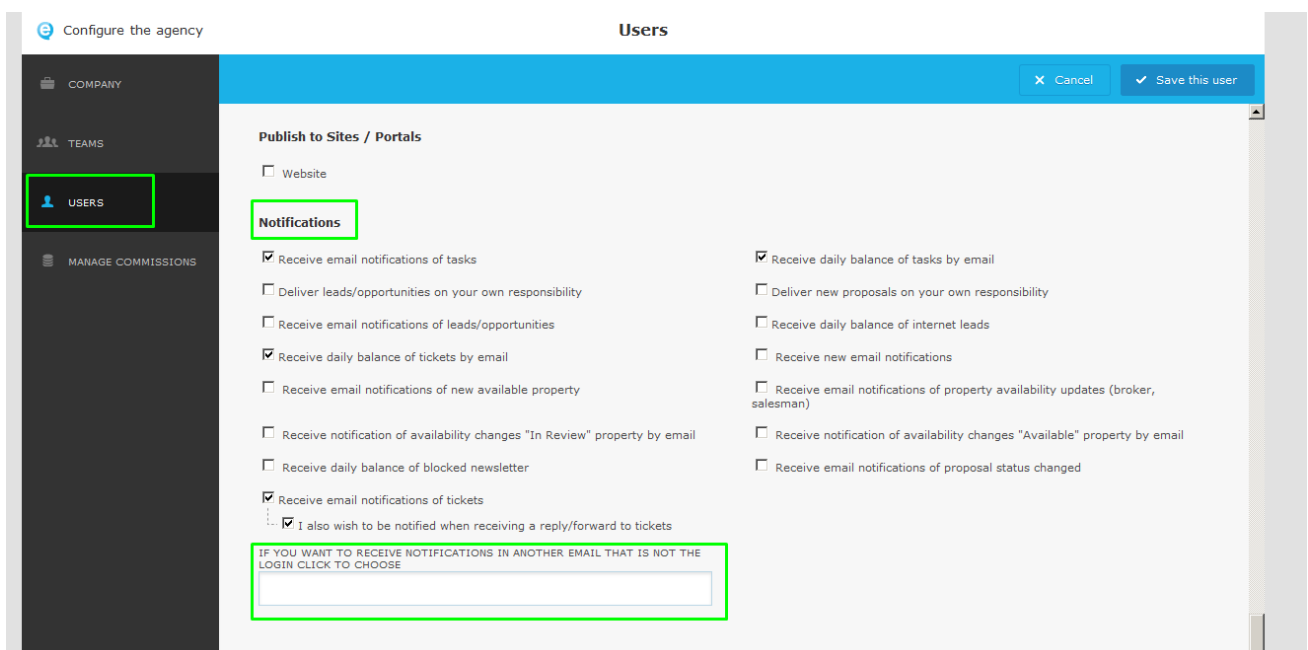 Configure the agency
Users
COMPANY
Cancel
Save this user
TEAMS
Publish to Sites / Portals
Website
USERS
Notifications
MANAGE COMMISSIONS
Receive email notifications of tasks
Receive daily balance of tasks by email
Deliver leads/opportunities on your own responsibility
Deliver new proposals on your own responsibility
Receive email notifications of leads/opportunities
Receive daily balance of internet leads
Receive daily balance of tickets by email
Receive new email notifications
Receive email notifications of new available property
Receive email notifications of property availability updates (broker,
salesman)
Receive notification of availability changes "In Review" property by email
Receive notification of availability changes "Available" property by email
Receive daily balance of blocked newsletter
Receive email notifications of proposal status changed
Receive email notifications of tickets
I also wish to be notified when receiving a reply/forward to tickets
IF YOU WANT TO RECEIVE NOTIFICATIONS IN ANOTHER EMAIL THAT IS NOT THE
LOGIN CLICK TO CHOOSE